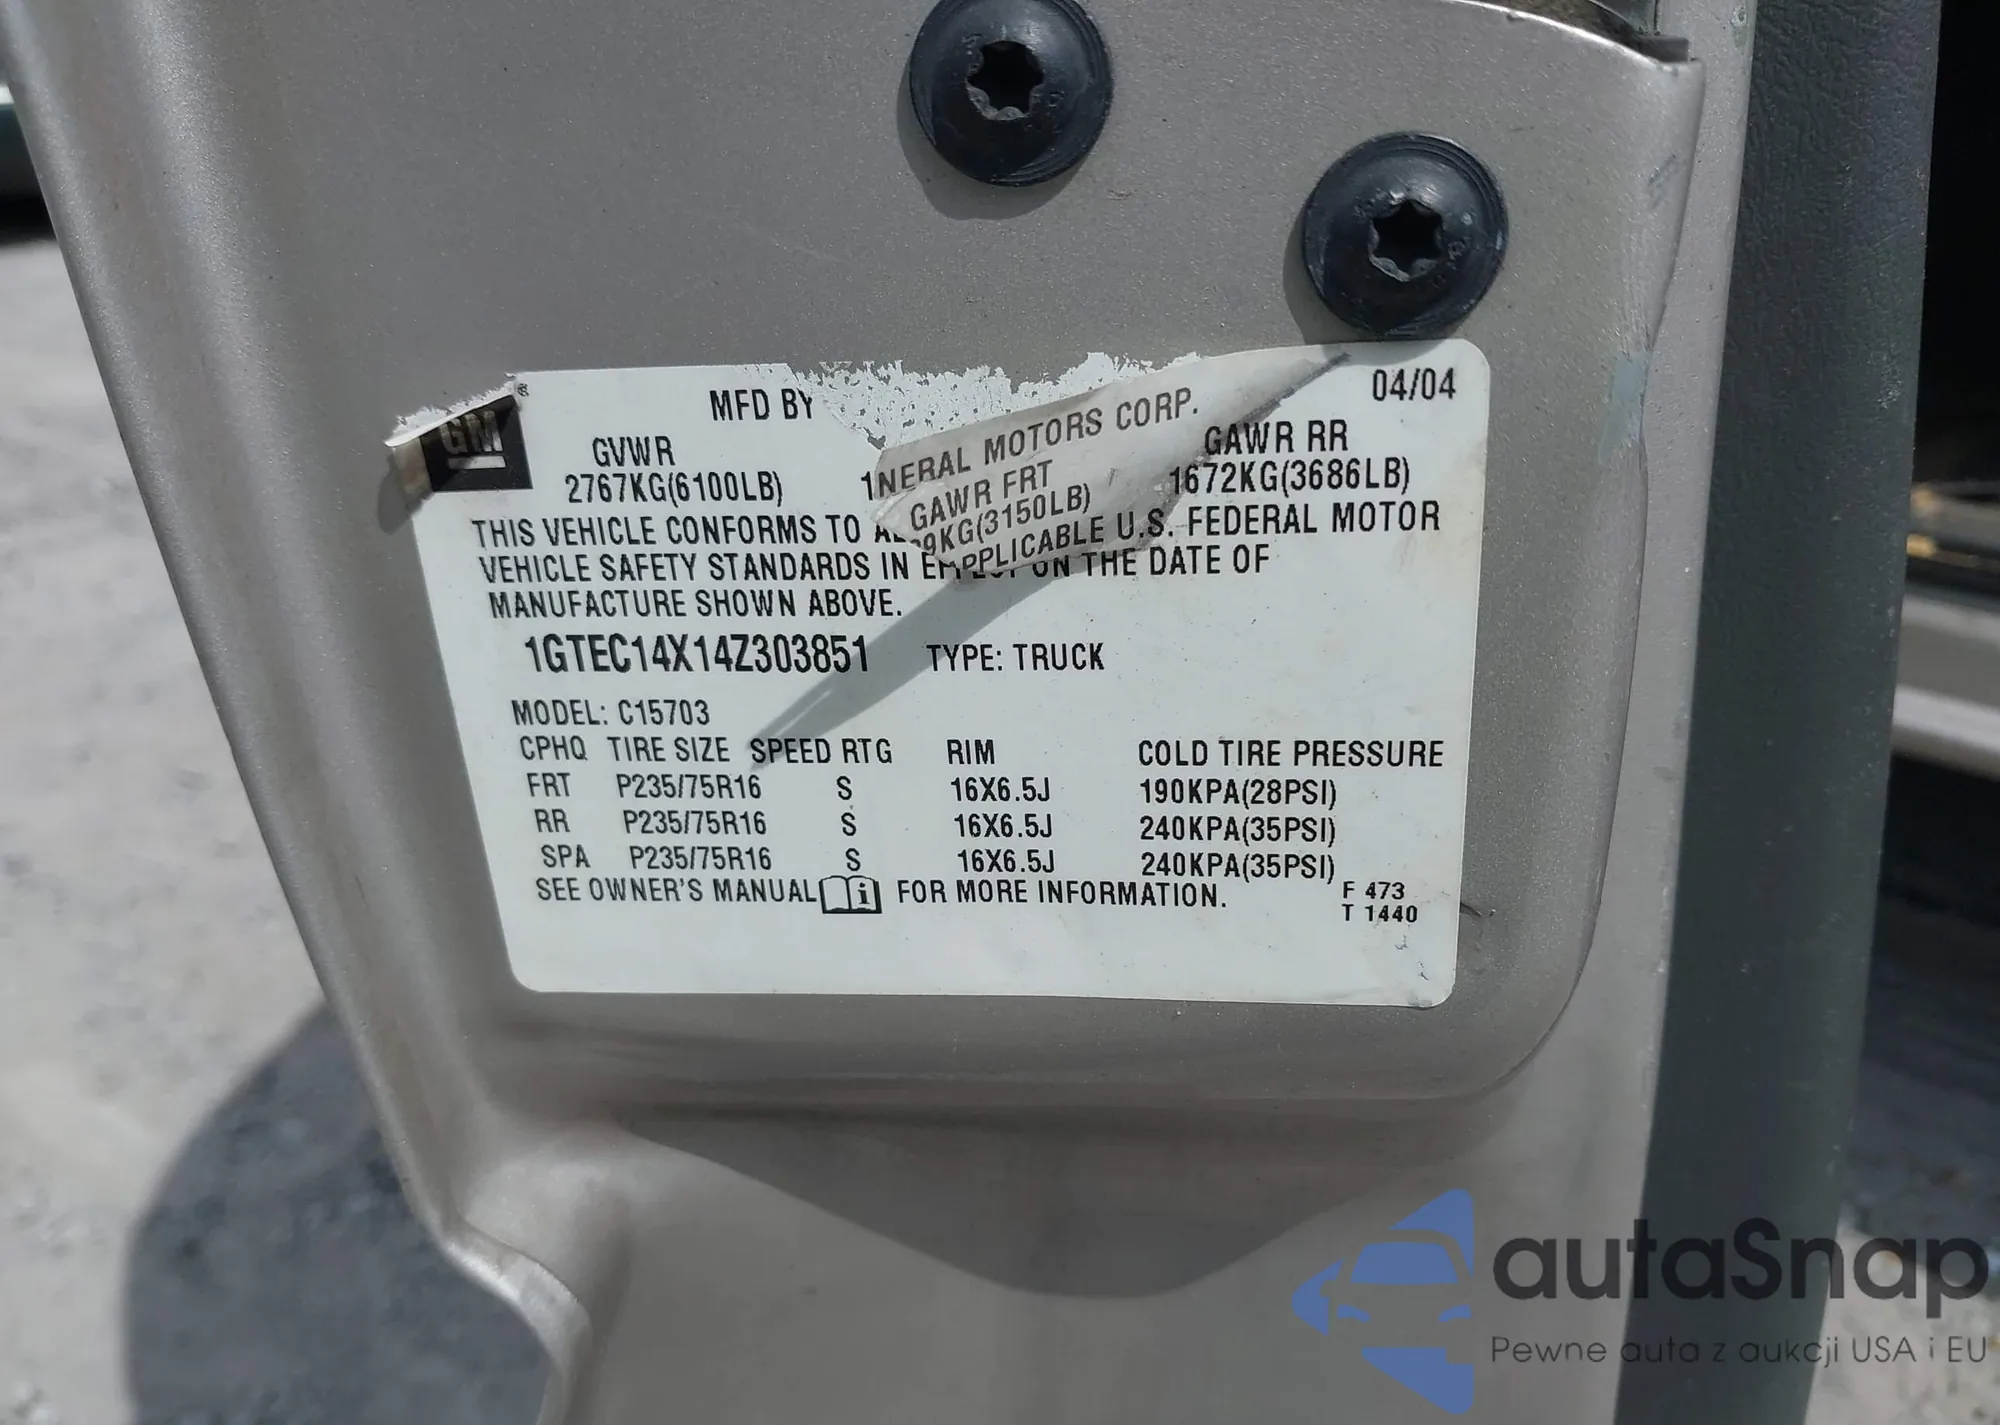 GM ®
MFD BY NERAL MOTORS CORP. 04/04
GVWR GAWR FRT GAWR RR
2767KG(6100LB) 1 9KG(3150LB) 1672KG(3686LB)
THIS VEHICLE CONFORMS TO PPLICABLE U.S. FEDERAL MOTOR
VEHICLE SAFETY STANDARDS IN ON THE DATE OF
MANUFACTURE SHOWN ABOVE.
1GTEC14X14Z303851 TYPE: TRUCK
MODEL: C15703
CPHQ TIRE SIZE SPEED RTG RIM COLD TIRE PRESSURE
FRT P235/75R16 S 16X6.5J 190KPA(28PSI)
RR P235/75R16 S 16X6.5J 240KPA(35PSI)
SPA P235/75R16 S 16X6.5J 240KPA(35PSI)
SEE OWNER'S MANUAL i FOR MORE INFORMATION.
F 473
T 1440
autaSnap
Pewne auta z aukcji USA i EU